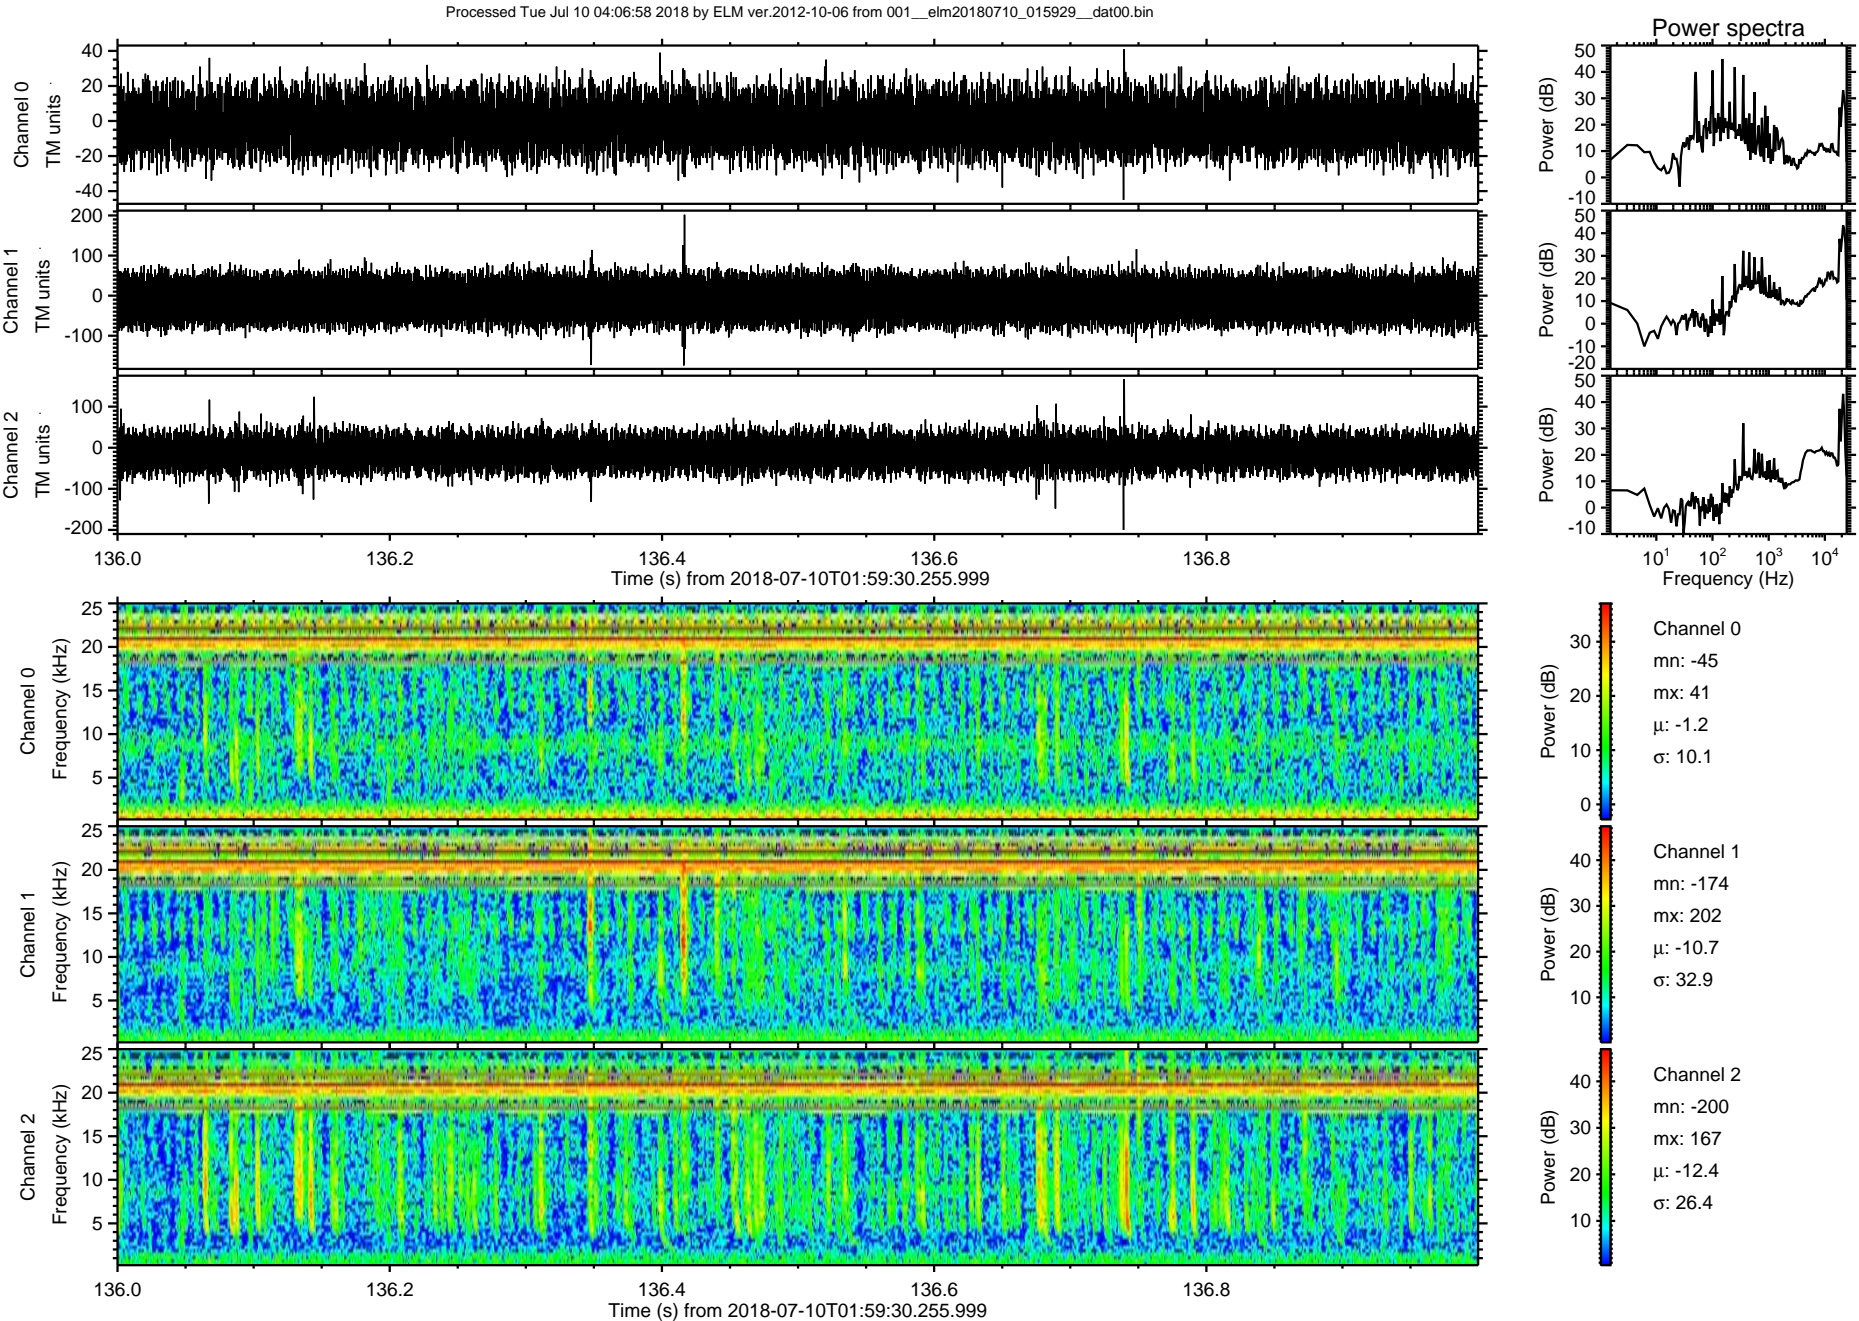 Processed Tue Jul 10 04:06:58 2018 by ELM ver.2012-10-06 from 001__elm20180710_015929__dat00.bin
Power spectra
Channel 0
TM units
40
20
0
-20
-40
Power (dB)
50
40
30
20
10
0
-10
Channel 1
TM units
200
100
0
-100
Power (dB)
50
40
30
20
10
0
-10
-20
Channel 2
TM units
100
0
-100
-200
Power (dB)
50
40
30
20
10
0
-10
136.0 136.2 136.4 136.6 136.8
Time (s) from 2018-07-10T01:59:30.255.999
10¹ 10² 10³ 10⁴
Frequency (Hz)
Channel 0
Frequency (kHz)
25
20
15
10
5
Power (dB)
30
20
10
0
Channel 0
mn: -45
mx: 41
μ: -1.2
σ: 10.1
Channel 1
Frequency (kHz)
25
20
15
10
5
Power (dB)
40
30
20
10
Channel 1
mn: -174
mx: 202
μ: -10.7
σ: 32.9
Channel 2
Frequency (kHz)
25
20
15
10
5
Power (dB)
40
30
20
10
Channel 2
mn: -200
mx: 167
μ: -12.4
σ: 26.4
136.0 136.2 136.4 136.6 136.8
Time (s) from 2018-07-10T01:59:30.255.999